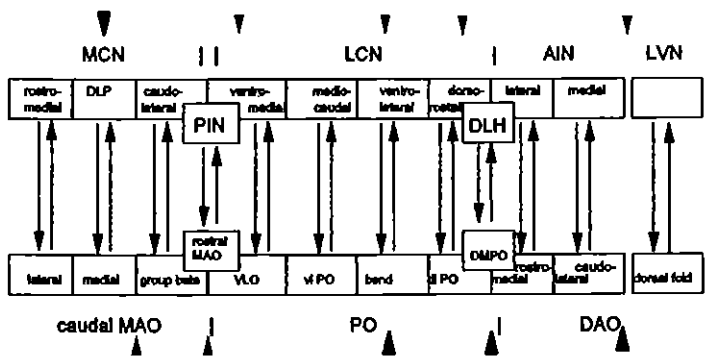 MCN | | LCN | AIN LVN
rostro-medial DLP caudo-lateral ventro-medial medio-caudal ventro-lateral dorso- lateral medial
PIN DLH
rostral MAO DMPO
lateral medial group beta VLO vl PO bend dl PO rostro-medial caudo-lateral dorsal fold
caudal MAO | PO | DAO